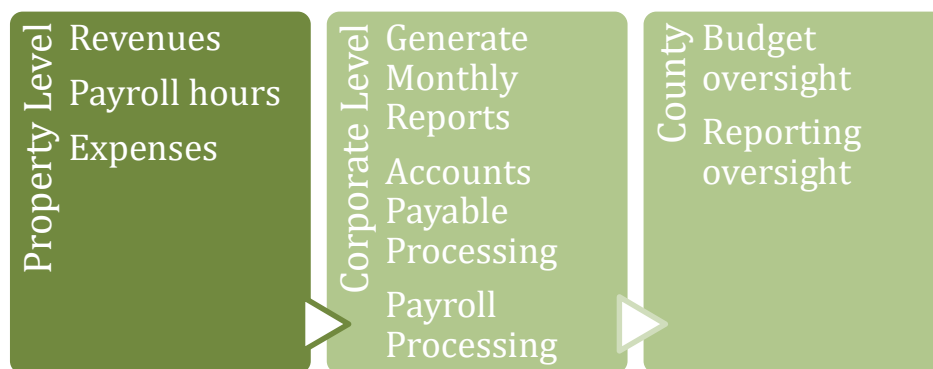 Property Level
Revenues
Payroll hours
Expenses
Corporate Level
Generate
Monthly
Reports
Accounts
Payable
Processing
Payroll
Processing
County
Budget
oversight
Reporting
oversight